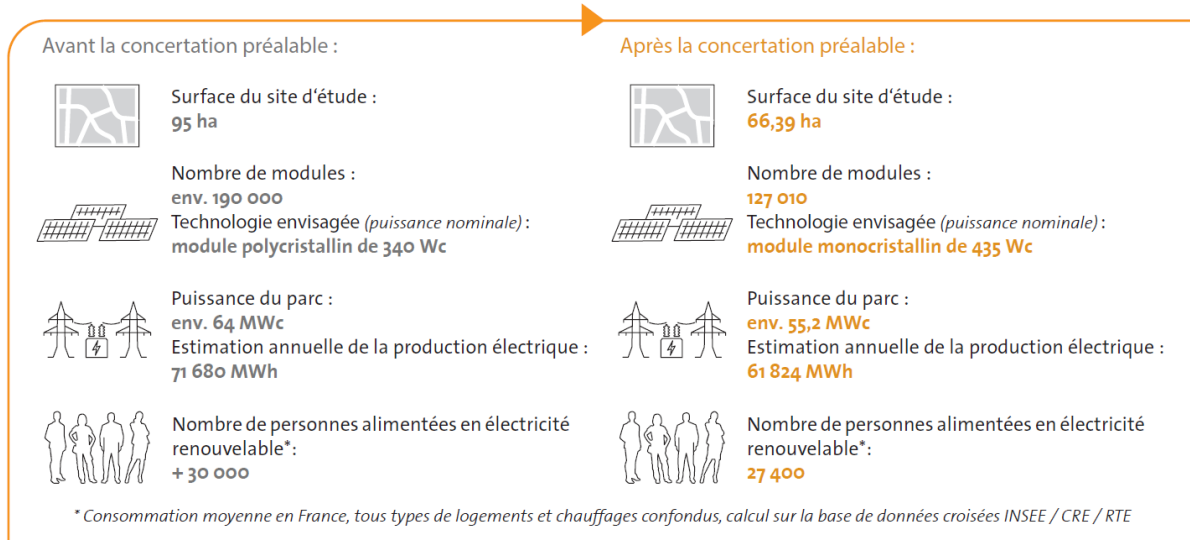 Avant la concertation préalable :
Surface du site d'étude :
95 ha
Nombre de modules :
env. 190 000
Technologie envisagée (puissance nominale) :
module polycristallin de 340 Wc
Puissance du parc :
env. 64 MWc
Estimation annuelle de la production électrique :
71 680 MWh
Nombre de personnes alimentées en électricité
renouvelable* :
+ 30 000
Après la concertation préalable :
Surface du site d'étude :
66,39 ha
Nombre de modules :
127 010
Technologie envisagée (puissance nominale) :
module monocristallin de 435 Wc
Puissance du parc :
env. 55,2 MWc
Estimation annuelle de la production électrique :
61 824 MWh
Nombre de personnes alimentées en électricité
renouvelable* :
27 400
* Consommation moyenne en France, tous types de logements et chauffages confondus, calcul sur la base de données croisées INSEE / CRE / RTE